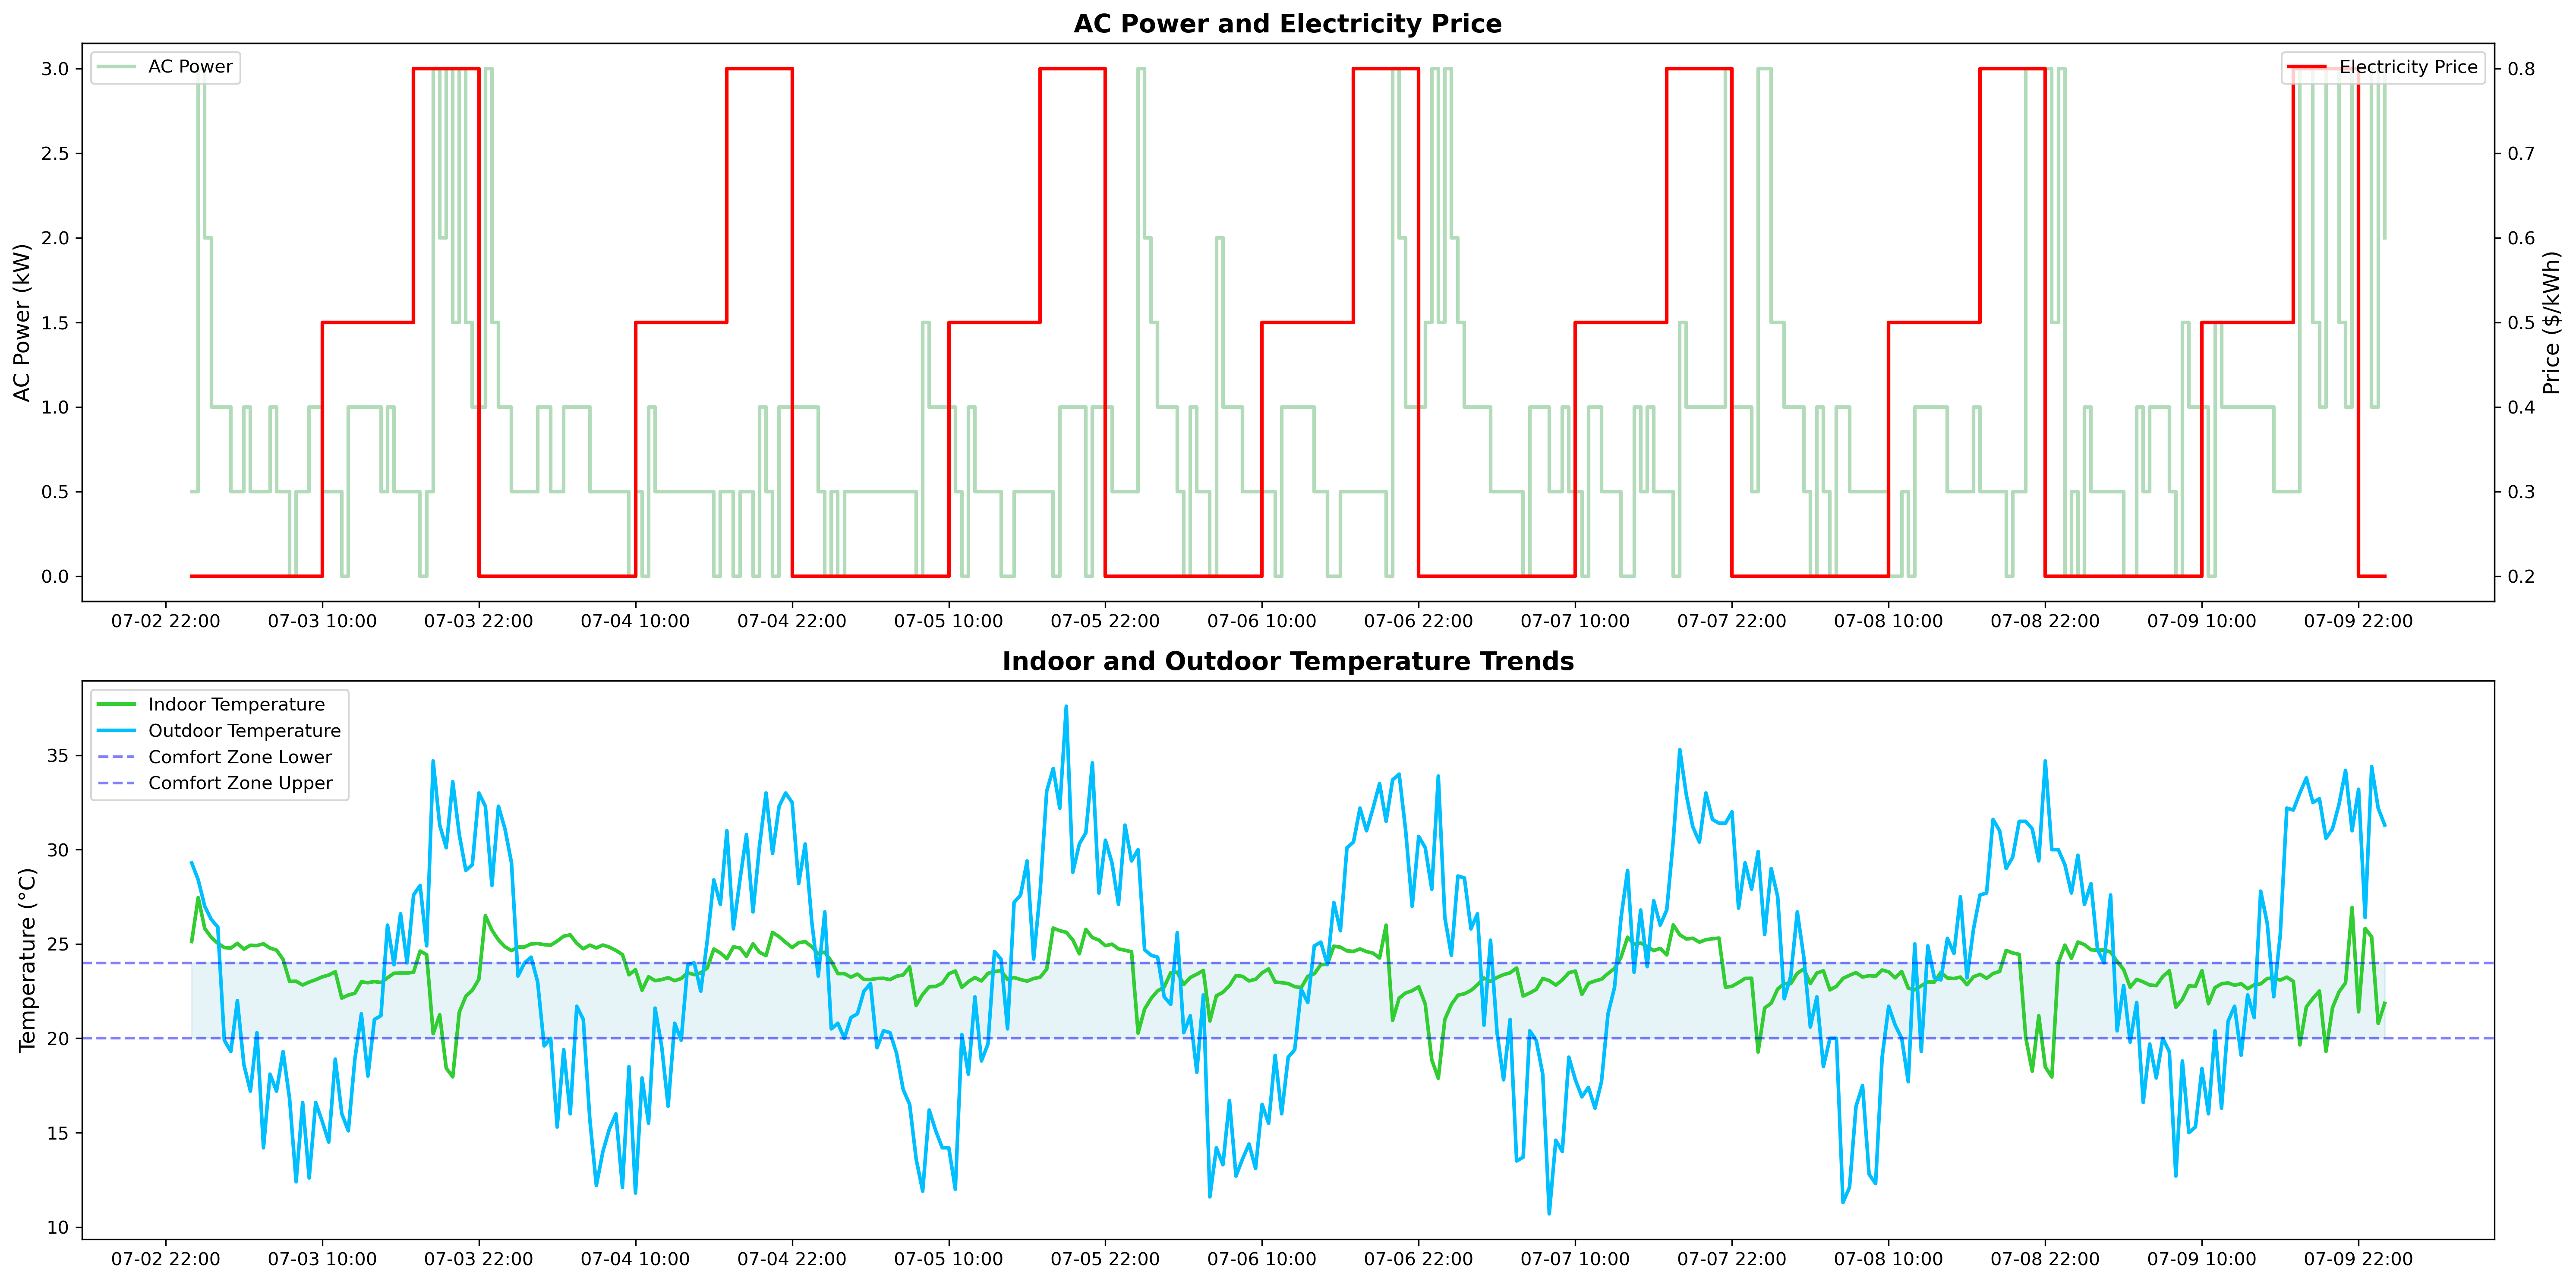 AC Power and Electricity Price
AC Power
Electricity Price
AC Power (kW)
3.0
2.5
2.0
1.5
1.0
0.5
0.0
Price ($/kWh)
0.8
0.7
0.6
0.5
0.4
0.3
0.2
07-02 22:00 07-03 10:00 07-03 22:00 07-04 10:00 07-04 22:00 07-05 10:00 07-05 22:00 07-06 10:00 07-06 22:00 07-07 10:00 07-07 22:00 07-08 10:00 07-08 22:00 07-09 10:00 07-09 22:00
Indoor and Outdoor Temperature Trends
Indoor Temperature
Outdoor Temperature
Comfort Zone Lower
Comfort Zone Upper
Temperature (°C)
35
30
25
20
15
10
07-02 22:00 07-03 10:00 07-03 22:00 07-04 10:00 07-04 22:00 07-05 10:00 07-05 22:00 07-06 10:00 07-06 22:00 07-07 10:00 07-07 22:00 07-08 10:00 07-08 22:00 07-09 10:00 07-09 22:00